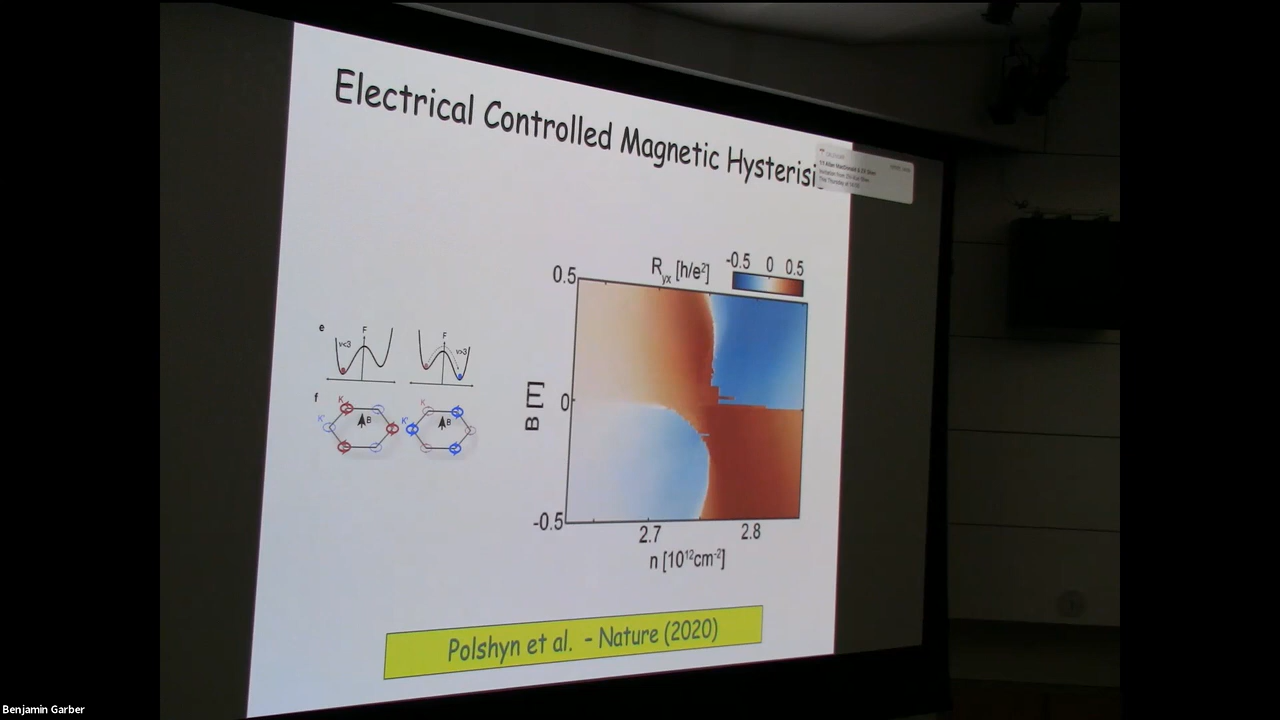 Electrical Controlled Magnetic Hysterisi
R_yx [h/e²]
-0.5 0 0.5
0.5
0
-0.5
B [T]
2.7
2.8
n [10¹²cm⁻²]
e
F
ν<3
F
ν>3
f
K
K'
B
K
K'
B
Polshyn et al. - Nature (2020)
Benjamin Garber